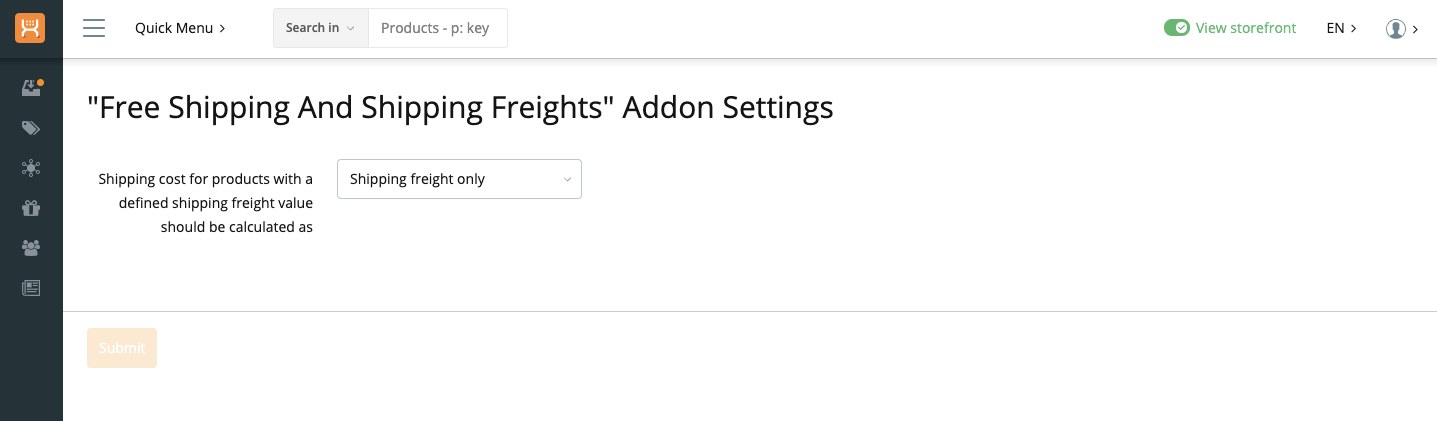 Quick Menu
Search in
Products - p: key
View storefront
EN
"Free Shipping And Shipping Freights" Addon Settings
Shipping cost for products with a
defined shipping freight value
should be calculated as
Shipping freight only
Submit